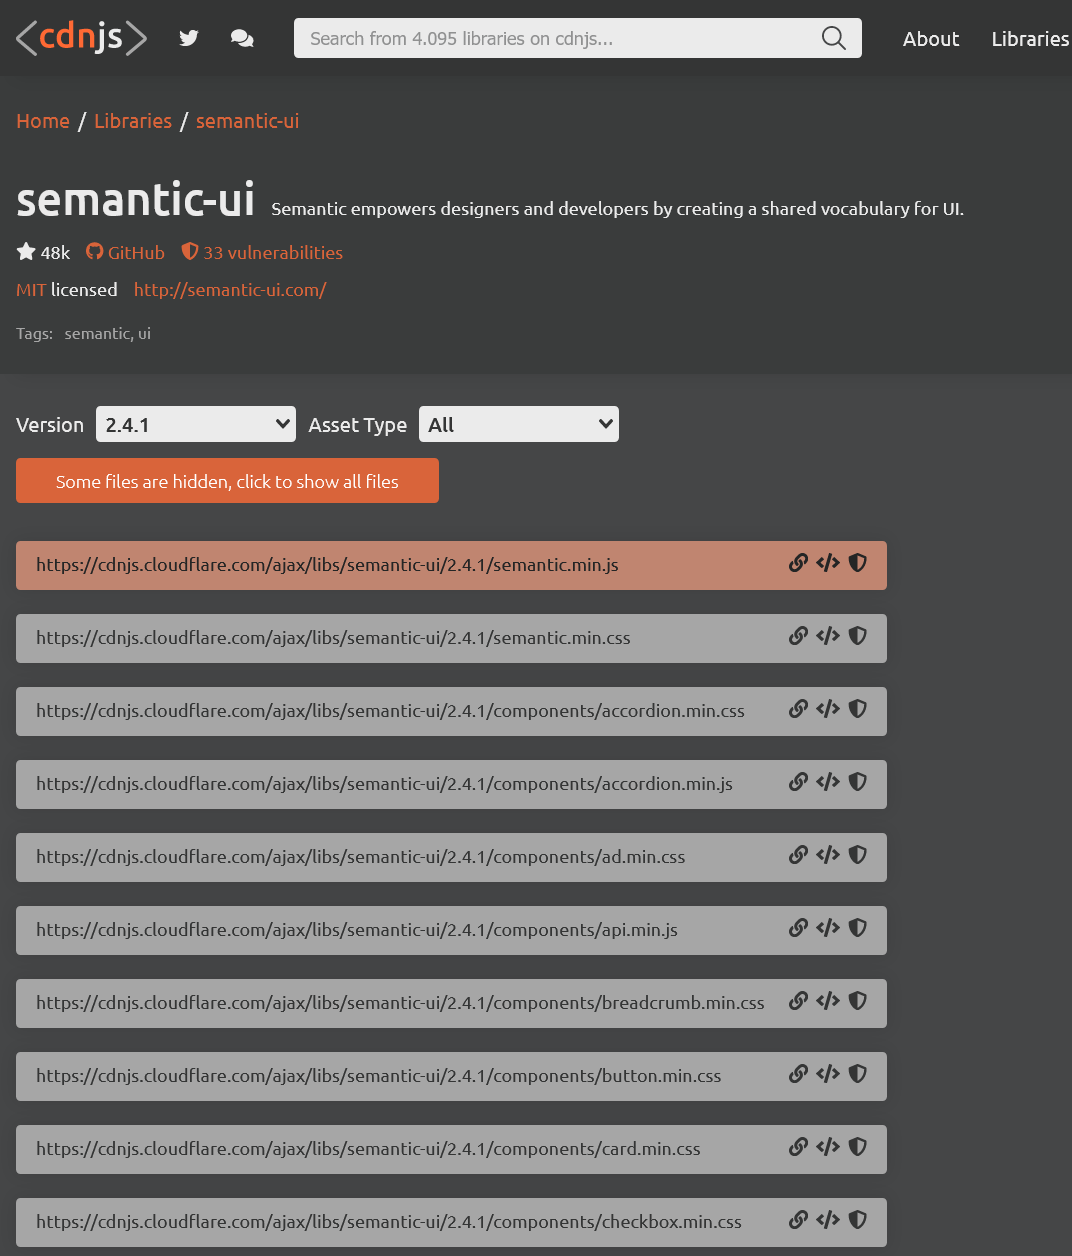 <cdnjs> Search from 4.095 libraries on cdnjs... About Libraries
Home / Libraries / semantic-ui
semantic-ui Semantic empowers designers and developers by creating a shared vocabulary for UI.
48k GitHub 33 vulnerabilities
MIT licensed http://semantic-ui.com/
Tags: semantic, ui
Version 2.4.1 Asset Type All
Some files are hidden, click to show all files
https://cdnjs.cloudflare.com/ajax/libs/semantic-ui/2.4.1/semantic.min.js
https://cdnjs.cloudflare.com/ajax/libs/semantic-ui/2.4.1/semantic.min.css
https://cdnjs.cloudflare.com/ajax/libs/semantic-ui/2.4.1/components/accordion.min.css
https://cdnjs.cloudflare.com/ajax/libs/semantic-ui/2.4.1/components/accordion.min.js
https://cdnjs.cloudflare.com/ajax/libs/semantic-ui/2.4.1/components/ad.min.css
https://cdnjs.cloudflare.com/ajax/libs/semantic-ui/2.4.1/components/api.min.js
https://cdnjs.cloudflare.com/ajax/libs/semantic-ui/2.4.1/components/breadcrumb.min.css
https://cdnjs.cloudflare.com/ajax/libs/semantic-ui/2.4.1/components/button.min.css
https://cdnjs.cloudflare.com/ajax/libs/semantic-ui/2.4.1/components/card.min.css
https://cdnjs.cloudflare.com/ajax/libs/semantic-ui/2.4.1/components/checkbox.min.css